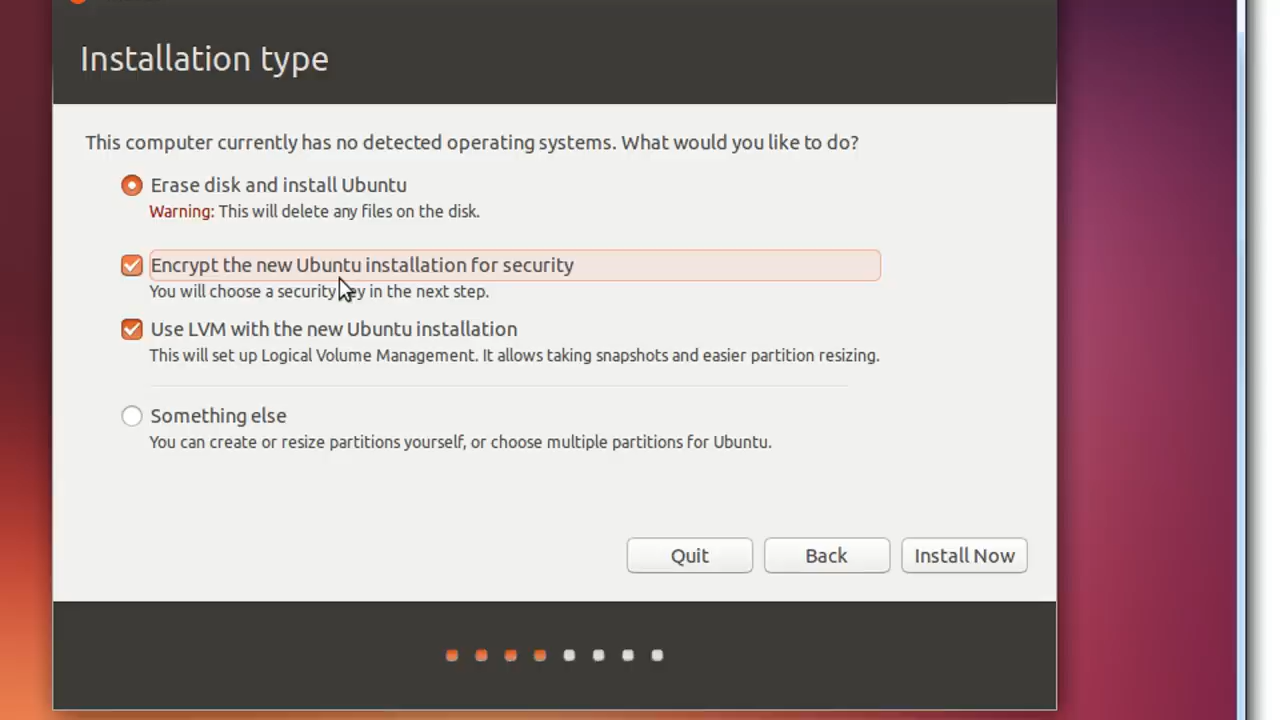 Installation type
This computer currently has no detected operating systems. What would you like to do?
Erase disk and install Ubuntu
Warning: This will delete any files on the disk.
Encrypt the new Ubuntu installation for security
You will choose a security key in the next step.
Use LVM with the new Ubuntu installation
This will set up Logical Volume Management. It allows taking snapshots and easier partition resizing.
Something else
You can create or resize partitions yourself, or choose multiple partitions for Ubuntu.
Quit
Back
Install Now